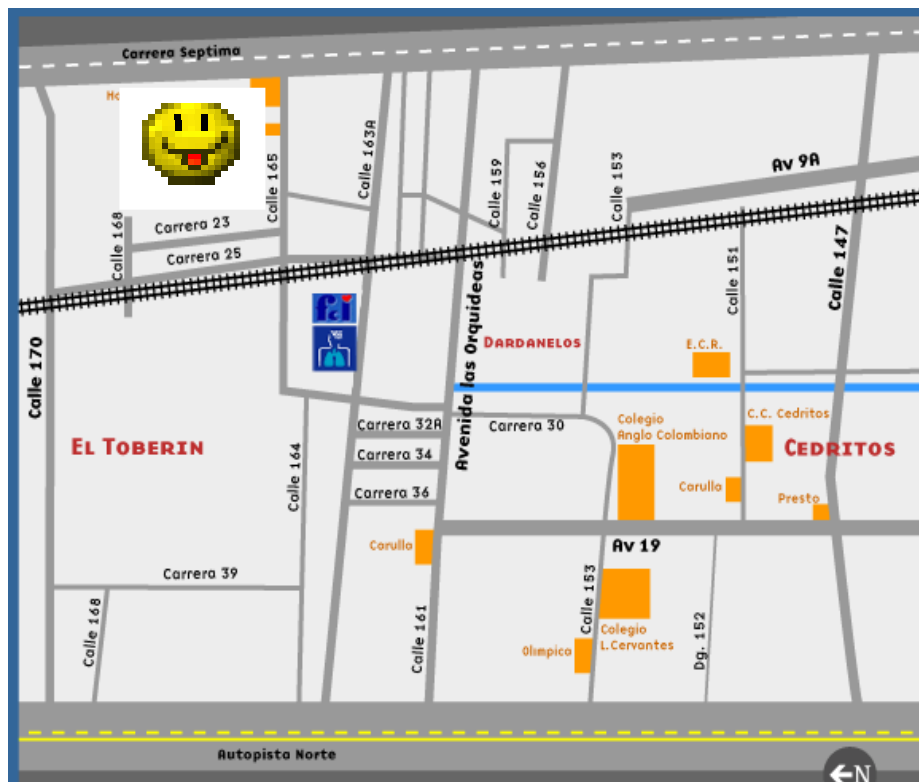 Carrera Septima
Calle 163A
Calle 165
Calle 159
Calle 156
Calle 153
Av 9A
Calle 168
Carrera 23
Carrera 25
Calle 151
Calle 147
fci
Avenida las Orquideas
DARDANELOS
E.C.R.
Calle 170
EL TOBERIN
Calle 164
Carrera 32A
Carrera 34
Carrera 36
Carrera 30
Colegio
Anglo Colombiano
C.C. Cedritos
CEDRITOS
Carullo
Presto
Carullo
Av 19
Carrera 39
Calle 168
Calle 161
Calle 153
Colegio
L.Cervantes
Olimpica
Dg. 152
Autopista Norte
N